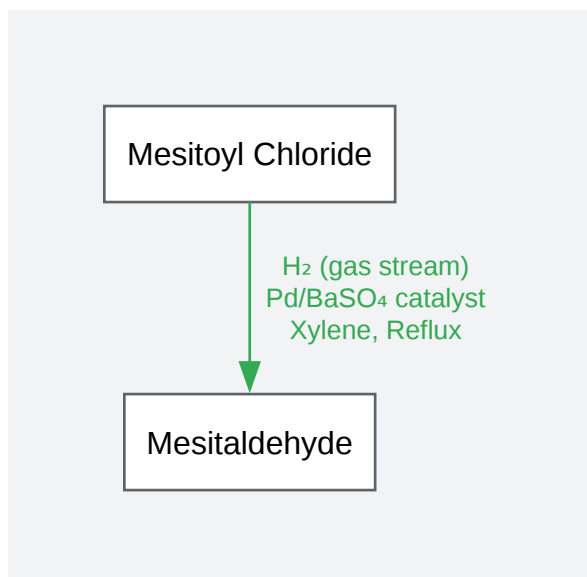 Mesitoyl Chloride
H₂ (gas stream)
Pd/BaSO₄ catalyst
Xylene, Reflux
Mesitaldehyde